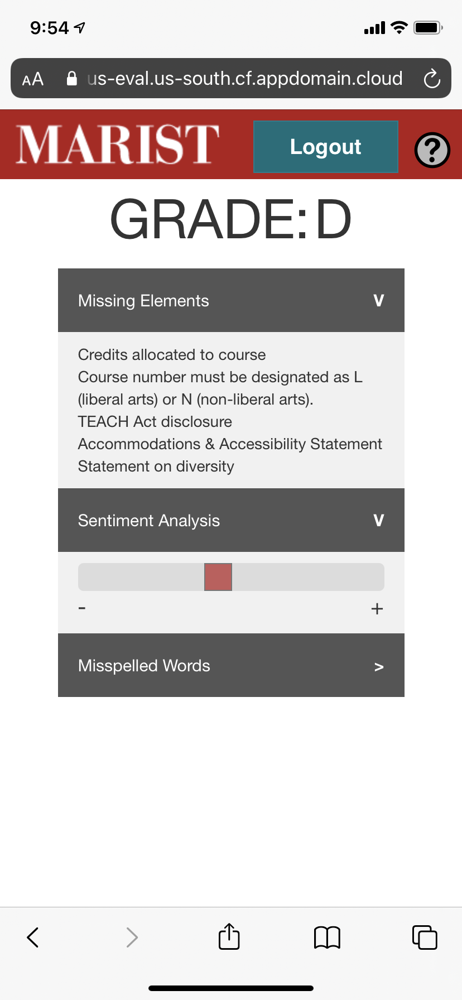 9:54
AA us-eval.us-south.cf.appdomain.cloud
MARIST Logout ?
GRADE: D
Missing Elements V
Credits allocated to course
Course number must be designated as L
(liberal arts) or N (non-liberal arts).
TEACH Act disclosure
Accommodations & Accessibility Statement
Statement on diversity
Sentiment Analysis V
- +
Misspelled Words >